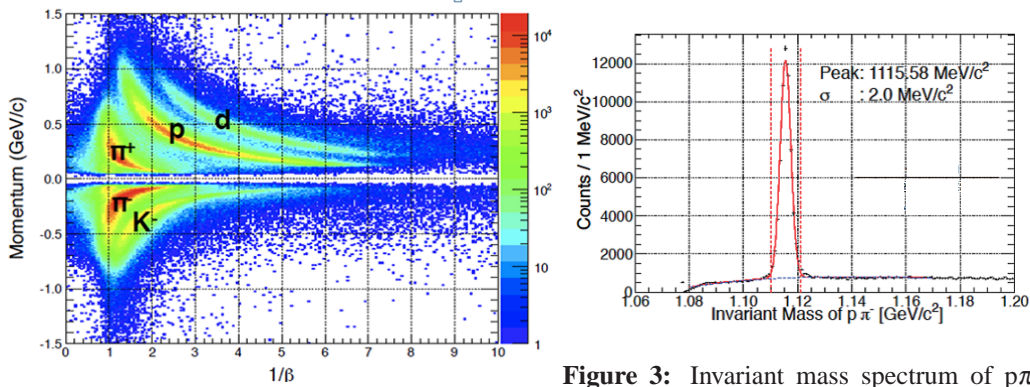 1.5
1.0
0.5
0.0
-0.5
-1.0
-1.5
Momentum (GeV/c)
π⁺
p
d
π⁻
K⁻
0 1 2 3 4 5 6 7 8 9 10
1/β
10⁴
10³
10²
10
1
12000
10000
8000
6000
4000
2000
0
Counts / 1 MeV/c²
Peak: 1115.58 MeV/c²
σ : 2.0 MeV/c²
1.06 1.08 1.10 1.12 1.14 1.16 1.18 1.20
Invariant Mass of p π⁻ [GeV/c²]
Figure 3: Invariant mass spectrum of pπ